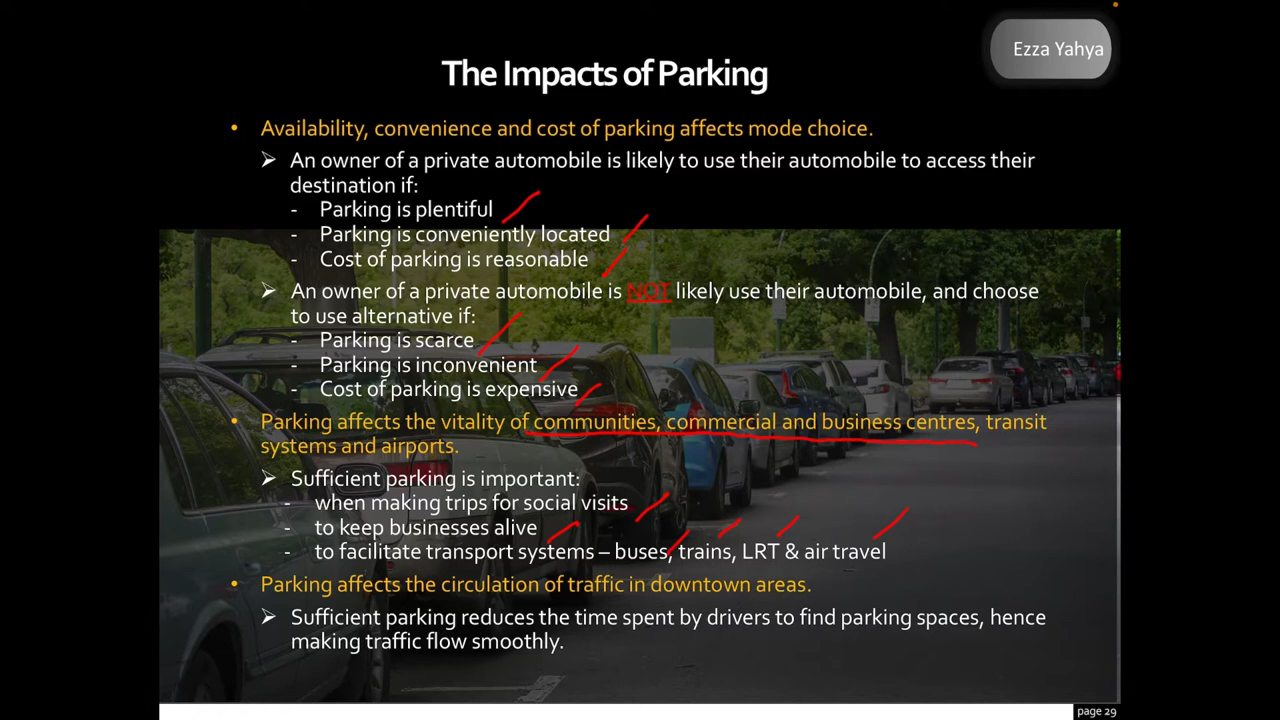 Ezza Yahya
The Impacts of Parking
• Availability, convenience and cost of parking affects mode choice.
➢ An owner of a private automobile is likely to use their automobile to access their
destination if:
- Parking is plentiful
- Parking is conveniently located
- Cost of parking is reasonable
➢ An owner of a private automobile is NOT likely use their automobile, and choose
to use alternative if:
- Parking is scarce
- Parking is inconvenient
- Cost of parking is expensive
• Parking affects the vitality of communities, commercial and business centres, transit
systems and airports.
➢ Sufficient parking is important:
- when making trips for social visits
- to keep businesses alive
- to facilitate transport systems – buses, trains, LRT & air travel
• Parking affects the circulation of traffic in downtown areas.
➢ Sufficient parking reduces the time spent by drivers to find parking spaces, hence
making traffic flow smoothly.
page 29